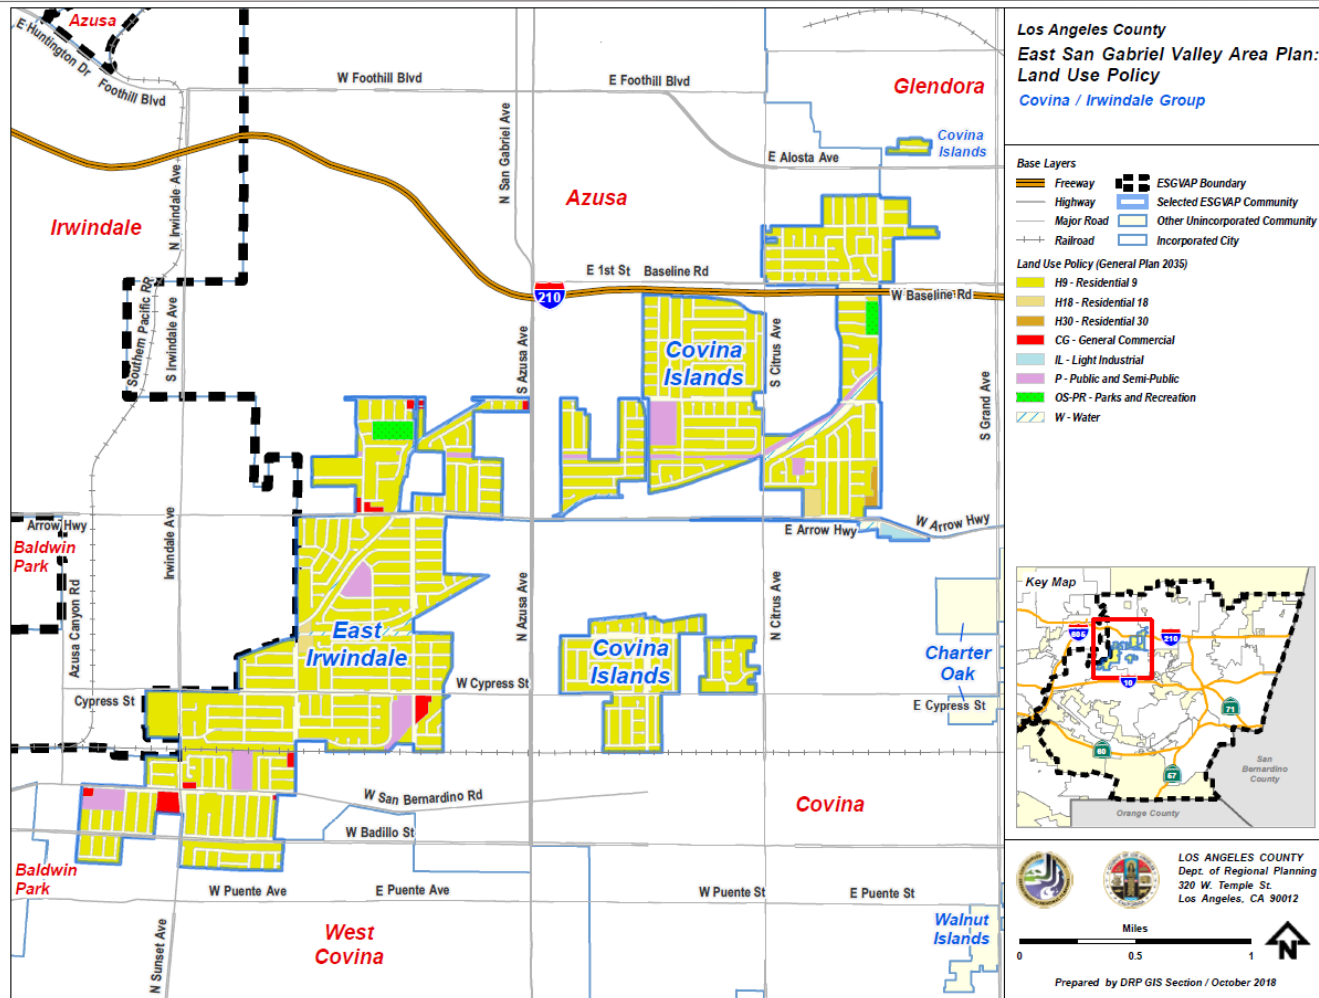 Azusa
E Huntington Dr
Foothill Blvd
W Foothill Blvd
E Foothill Blvd
Glendora
Covina
Islands
E Alosta Ave
N San Gabriel Ave
N Irwindale Ave
Irwindale
Azusa
E 1st St
Baseline Rd
210
W Baseline Rd
Southern Pacific RR
S Irwindale Ave
S Azusa Ave
Covina
Islands
S Citrus Ave
S Grand Ave
Arrow Hwy
Baldwin
Park
Irwindale Ave
E Arrow Hwy
W Arrow Hwy
Azusa Canyon Rd
N Azusa Ave
N Citrus Ave
East
Irwindale
Covina
Islands
Charter
Oak
Cypress St
W Cypress St
E Cypress St
W San Bernardino Rd
Covina
W Badillo St
Baldwin
Park
W Puente Ave
E Puente Ave
W Puente St
E Puente St
West
Covina
Walnut
Islands
N Sunset Ave
Los Angeles County
East San Gabriel Valley Area Plan:
Land Use Policy
Covina / Irwindale Group
Base Layers
Freeway
ESGVAP Boundary
Highway
Selected ESGVAP Community
Major Road
Other Unincorporated Community
Railroad
Incorporated City
Land Use Policy (General Plan 2035)
H9 - Residential 9
H18 - Residential 18
H30 - Residential 30
CG - General Commercial
IL - Light Industrial
P - Public and Semi-Public
OS-PR - Parks and Recreation
W - Water
Key Map
605
210
10
71
60
57
San
Bernardino
County
Orange County
LOS ANGELES COUNTY
Dept. of Regional Planning
320 W. Temple St.
Los Angeles, CA 90012
Miles
0
0.5
1
N
Prepared by DRP GIS Section / October 2018